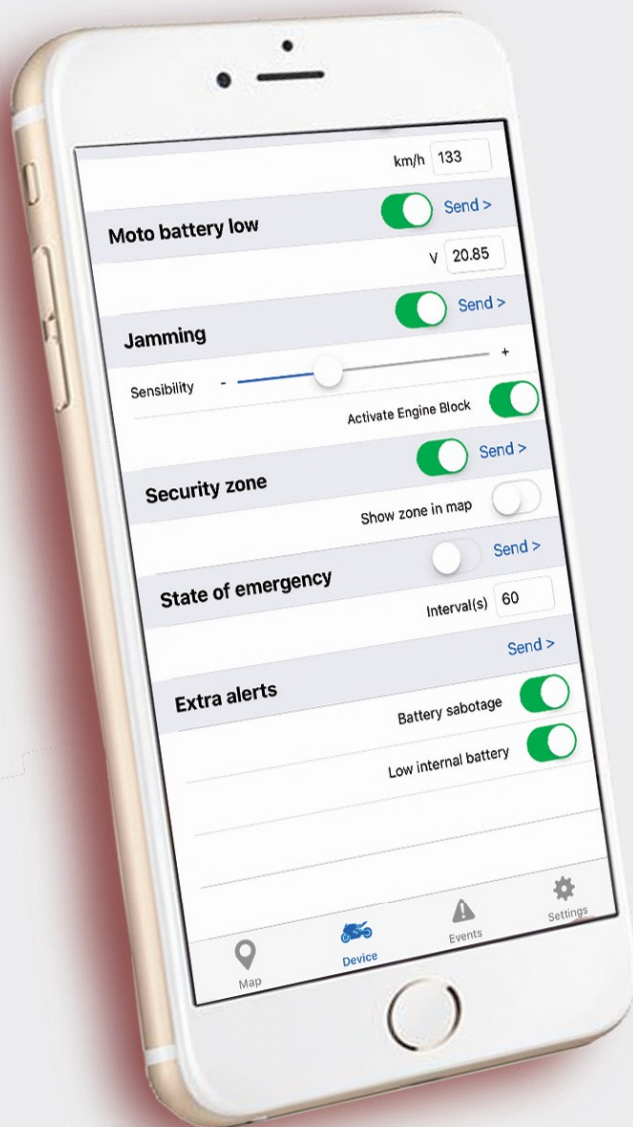 km/h 133
Moto battery low Send >
V 20.85
Jamming Send >
Sensibility - +
Activate Engine Block
Security zone Send >
Show zone in map
State of emergency Send >
Interval(s) 60
Extra alerts Send >
Battery sabotage
Low internal battery
Map Device Events Settings